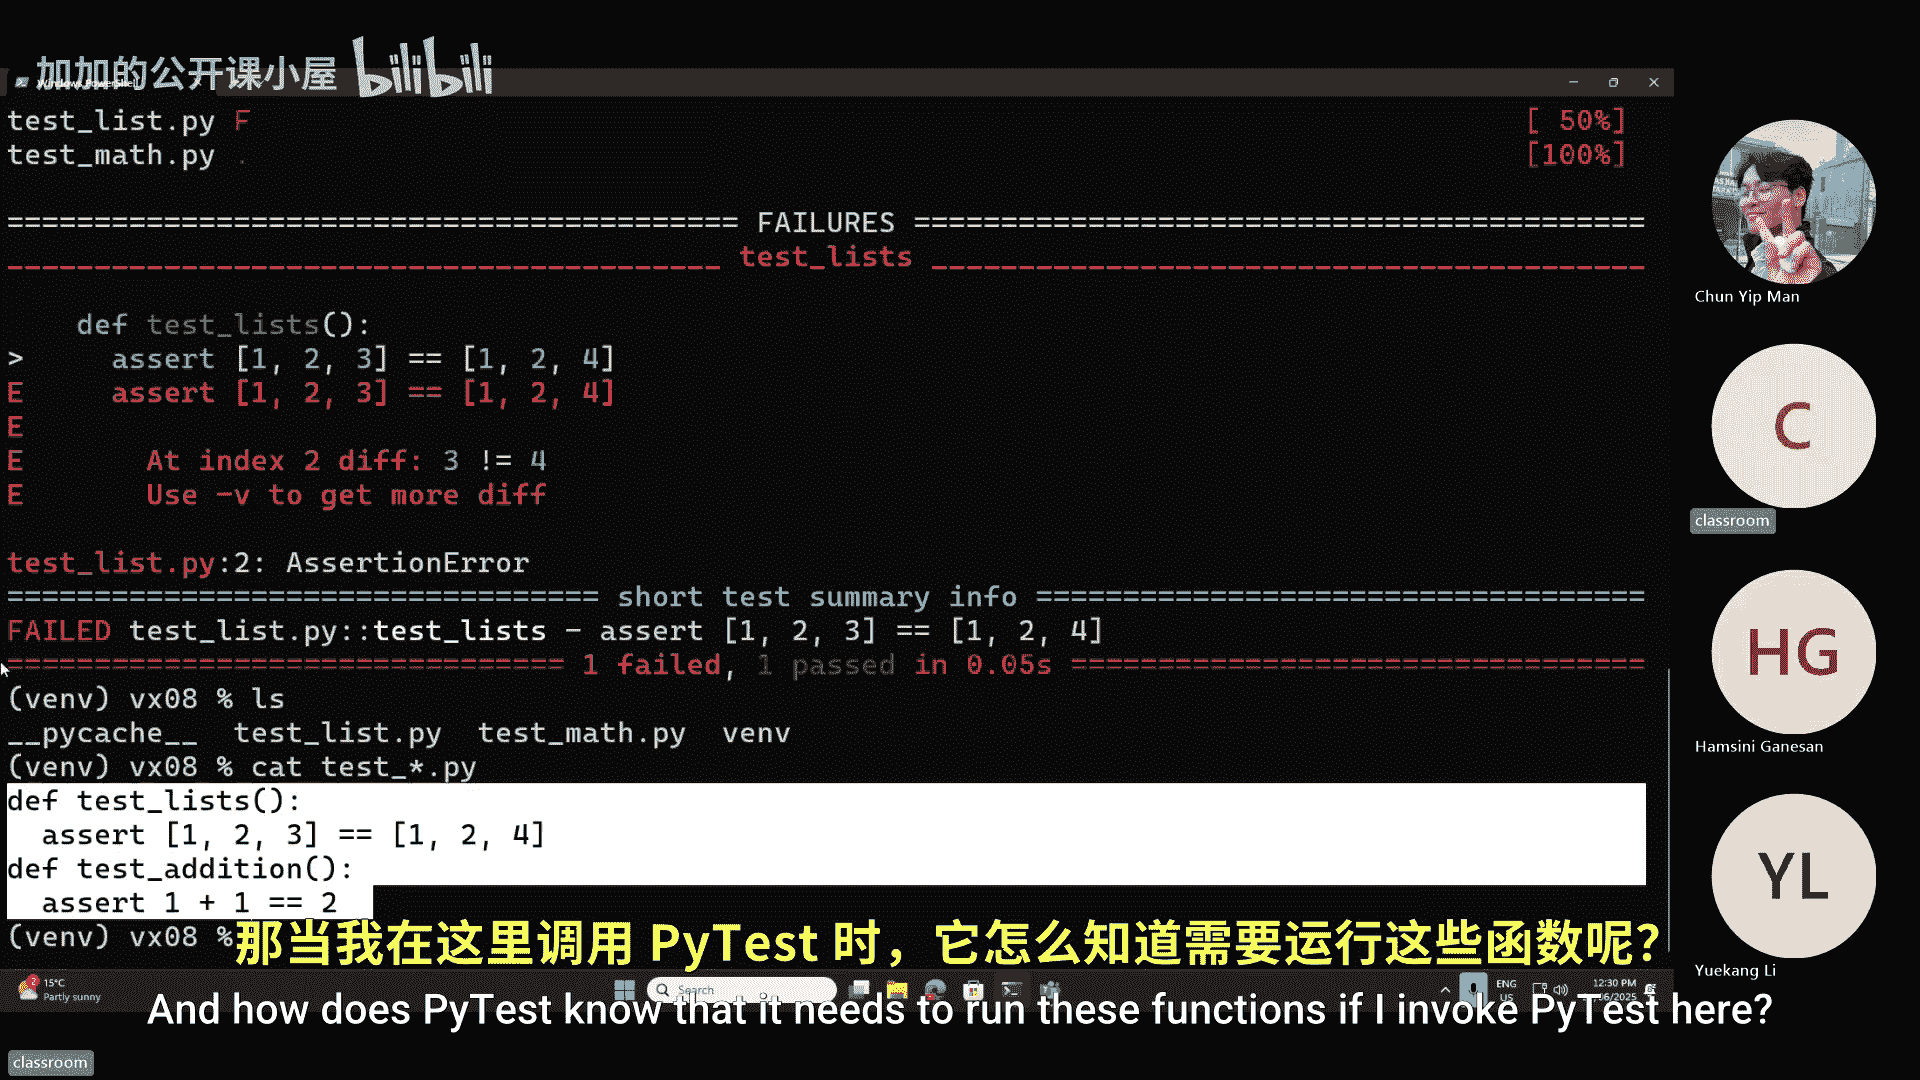 加加的公开课小屋 bilibili
Windows PowerShell
test_list.py F [ 50%]
test_math.py . [100%]
========================================== FAILURES ==========================================
test_lists
def test_lists():
> assert [1, 2, 3] == [1, 2, 4]
E assert [1, 2, 3] == [1, 2, 4]
E
E At index 2 diff: 3 != 4
E Use -v to get more diff
test_list.py:2: AssertionError
================================== short test summary info ===================================
FAILED test_list.py::test_lists - assert [1, 2, 3] == [1, 2, 4]
================================ 1 failed, 1 passed in 0.05s =================================
(venv) vx08 % ls
__pycache__ test_list.py test_math.py venv
(venv) vx08 % cat test_*.py
def test_lists():
assert [1, 2, 3] == [1, 2, 4]
def test_addition():
assert 1 + 1 == 2
(venv) vx08 %
那当我在这里调用 PyTest 时，它怎么知道需要运行这些函数呢？
And how does PyTest know that it needs to run these functions if I invoke PyTest here?
2
15°C
Partly sunny
Search
ENG
US
12:30 PM
classroom
Chun Yip Man
C
classroom
HG
Hamsini Ganesan
YL
Yuekang Li